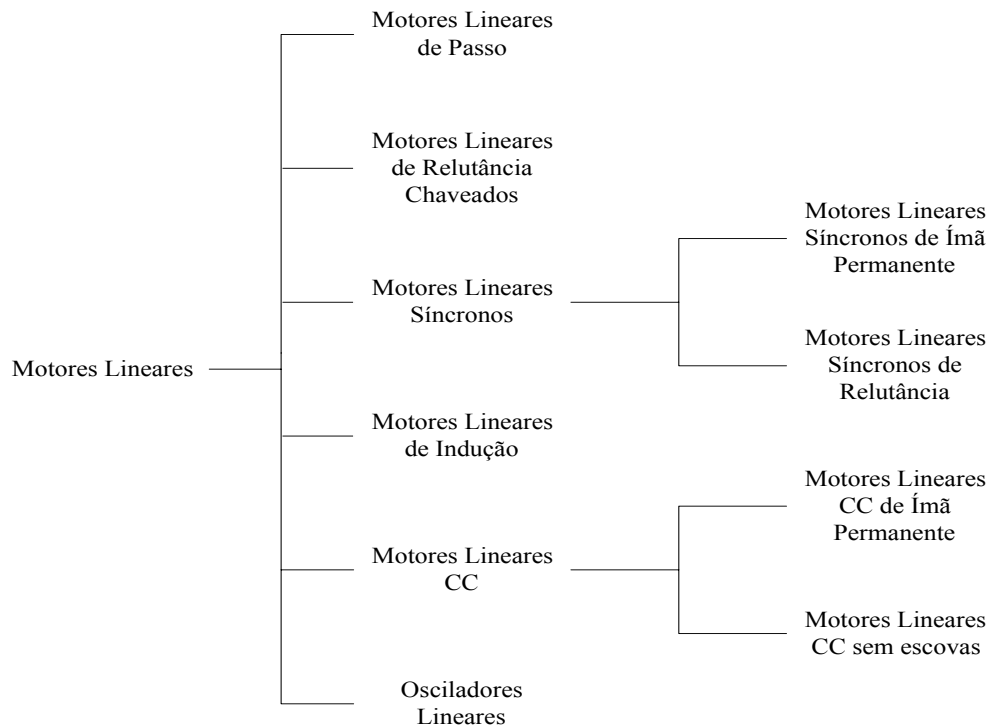 Motores Lineares
Motores Lineares
de Passo
Motores Lineares
de Relutância
Chaveados
Motores Lineares
Síncronos
Motores Lineares
Síncronos de Ímã
Permanente
Motores Lineares
Síncronos de
Relutância
Motores Lineares
de Indução
Motores Lineares
CC
Motores Lineares
CC de Ímã
Permanente
Motores Lineares
CC sem escovas
Osciladores
Lineares